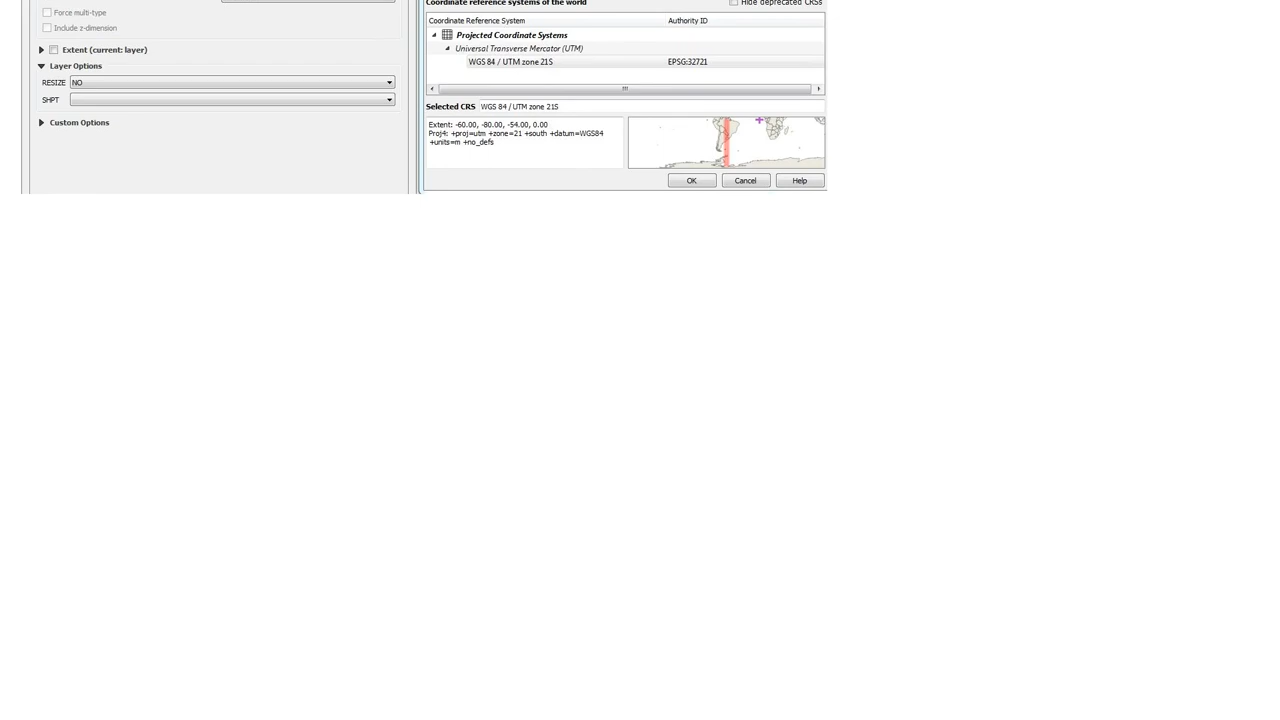 Force multi-type
Include z-dimension
Extent (current: layer)
Layer Options
RESIZE NO
SHPT
Custom Options
Coordinate reference systems of the world
Hide deprecated CRSs
Coordinate Reference System Authority ID
Projected Coordinate Systems
Universal Transverse Mercator (UTM)
WGS 84 / UTM zone 21S EPSG:32721
Selected CRS WGS 84 / UTM zone 21S
Extent: -60.00, -80.00, -54.00, 0.00
Proj4: +proj=utm +zone=21 +south +datum=WGS84
+units=m +no_defs
OK Cancel Help